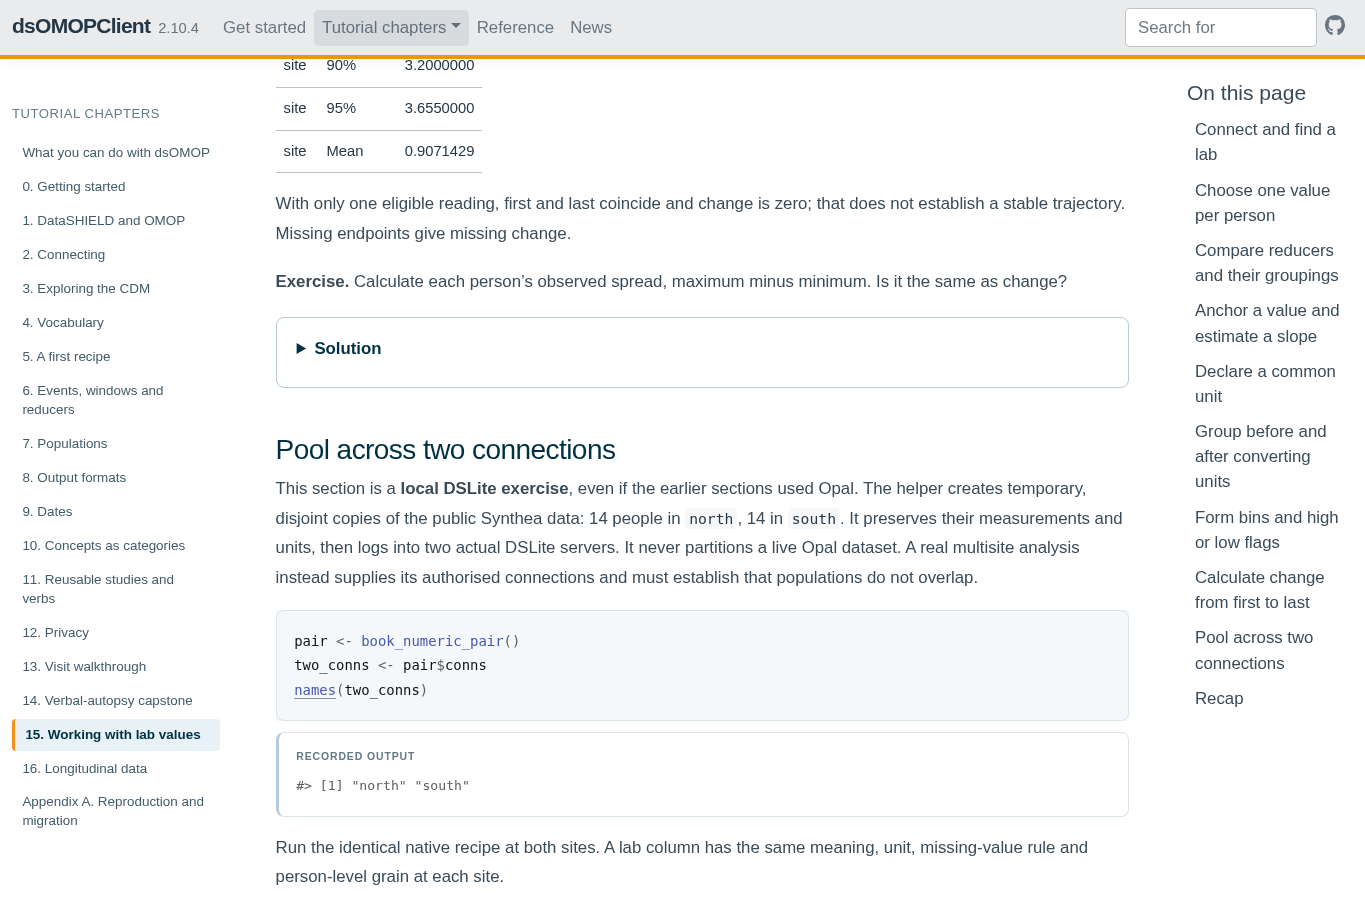 dsOMOPClient 2.10.4 Get started Tutorial chapters Reference News Search for
TUTORIAL CHAPTERS
What you can do with dsOMOP
0. Getting started
1. DataSHIELD and OMOP
2. Connecting
3. Exploring the CDM
4. Vocabulary
5. A first recipe
6. Events, windows and
reducers
7. Populations
8. Output formats
9. Dates
10. Concepts as categories
11. Reusable studies and
verbs
12. Privacy
13. Visit walkthrough
14. Verbal-autopsy capstone
15. Working with lab values
16. Longitudinal data
Appendix A. Reproduction and
migration
site 90% 3.2000000
site 95% 3.6550000
site Mean 0.9071429
With only one eligible reading, first and last coincide and change is zero; that does not establish a stable trajectory.
Missing endpoints give missing change.
Exercise. Calculate each person’s observed spread, maximum minus minimum. Is it the same as change?
▶ Solution
Pool across two connections
This section is a local DSLite exercise, even if the earlier sections used Opal. The helper creates temporary,
disjoint copies of the public Synthea data: 14 people in north, 14 in south. It preserves their measurements and
units, then logs into two actual DSLite servers. It never partitions a live Opal dataset. A real multisite analysis
instead supplies its authorised connections and must establish that populations do not overlap.
pair <- book_numeric_pair()
two_conns <- pair$conns
names(two_conns)
RECORDED OUTPUT
#> [1] "north" "south"
Run the identical native recipe at both sites. A lab column has the same meaning, unit, missing-value rule and
person-level grain at each site.
On this page
Connect and find a
lab
Choose one value
per person
Compare reducers
and their groupings
Anchor a value and
estimate a slope
Declare a common
unit
Group before and
after converting
units
Form bins and high
or low flags
Calculate change
from first to last
Pool across two
connections
Recap